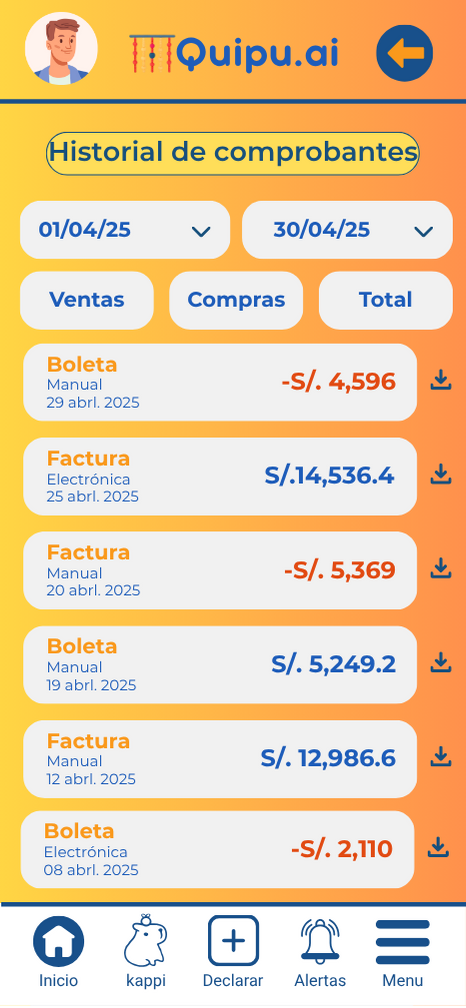 Quipu.ai
Historial de comprobantes
01/04/25 30/04/25
Ventas Compras Total
Boleta
Manual
29 abrl. 2025
-S/. 4,596
Factura
Electrónica
25 abrl. 2025
S/.14,536.4
Factura
Manual
20 abrl. 2025
-S/. 5,369
Boleta
Manual
19 abrl. 2025
S/. 5,249.2
Factura
Manual
12 abrl. 2025
S/. 12,986.6
Boleta
Electrónica
08 abrl. 2025
-S/. 2,110
Inicio kappi Declarar Alertas Menu